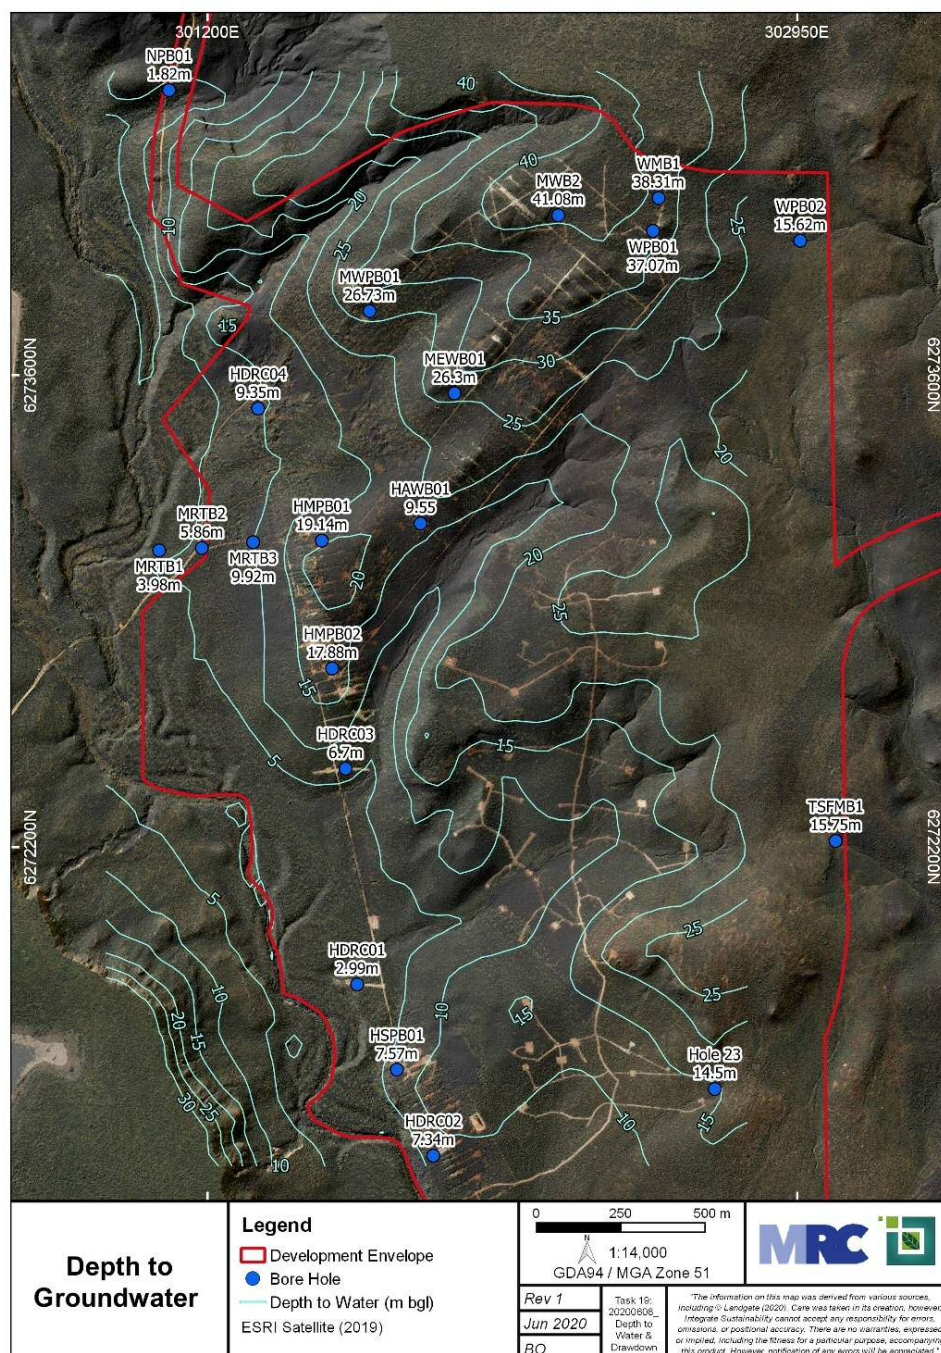 301200E
302950E
NPB01
1.82m
40
40
WMB1
38.31m
MWB2
41.08m
WPB02
15.62m
20
25
10
25
WPB01
37.07m
MWPB01
26.73m
15
35
30
MEWB01
26.3m
6273600N
6273600N
HDRC04
9.35m
25
20
HAWB01
9.55
HMPB01
19.14m
MRTB2
5.86m
MRTB1
3.98m
MRTB3
9.92m
20
20
25
HMPB02
17.88m
15
HDRC03
6.7m
5
15
TSFMB1
15.75m
6272200N
6272200N
5
25
HDRC01
2.99m
10
10
25
15
20
15
HSPB01
7.57m
Hole 23
14.5m
30
25
10
15
HDRC02
7.34m
10
Depth to
Groundwater
Legend
Development Envelope
Bore Hole
Depth to Water (m bgl)
ESRI Satellite (2019)
0 250 500 m
N
1:14,000
GDA94 / MGA Zone 51
MRC
Rev 1
Jun 2020
BO
Task 19:
20200608_
Depth to
Water &
Drawdown
"The information on this map was derived from various sources,
including © Landgate (2020). Care was taken in its creation, however,
Integrate Sustainability cannot accept any responsibility for errors,
omissions, or positional accuracy. There are no warranties, expressed
or implied, including the fitness for a particular purpose, accompanying
this product. However, notification of any errors will be appreciated."